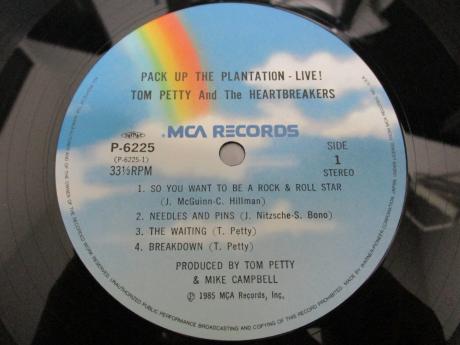 PACK UP THE PLANTATION - LIVE!
TOM PETTY And The HEARTBREAKERS
MCA RECORDS
P-6225
(P-6225-1)
33⅓RPM
SIDE
1
STEREO
1. SO YOU WANT TO BE A ROCK & ROLL STAR
(J. McGuinn-C. Hillman)
2. NEEDLES AND PINS (J. Nitzsche-S. Bono)
3. THE WAITING (T. Petty)
4. BREAKDOWN (T. Petty)
PRODUCED BY TOM PETTY
& MIKE CAMPBELL
Ⓟ 1985 MCA Records, Inc.